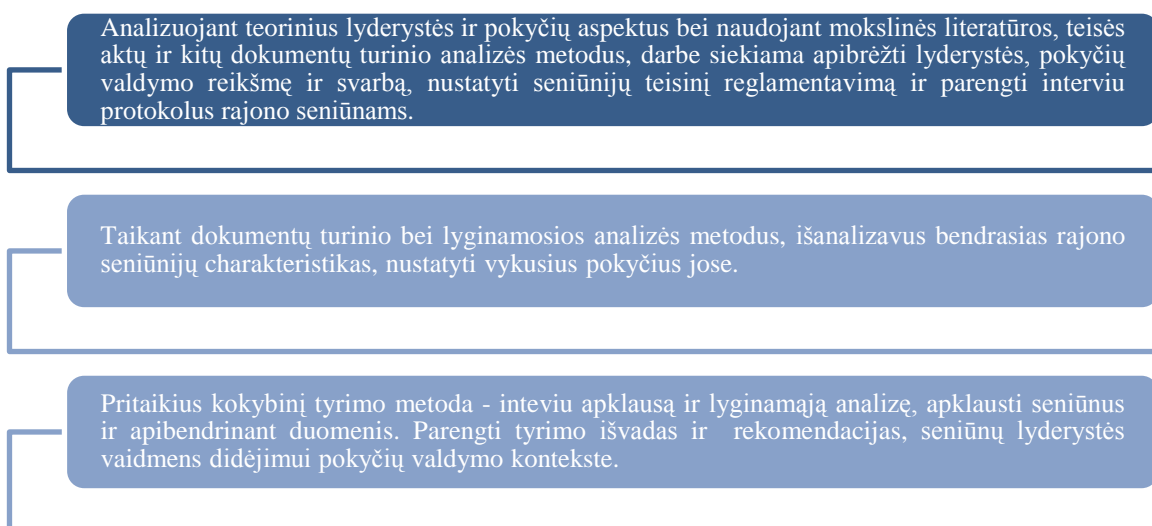 Analizuojant teorinius lyderystės ir pokyčių aspektus bei naudojant mokslinės literatūros, teisės
aktų ir kitų dokumentų turinio analizės metodus, darbe siekiama apibrėžti lyderystės, pokyčių
valdymo reikšmę ir svarbą, nustatyti seniūnijų teisinį reglamentavimą ir parengti interviu
protokolus rajono seniūnams.
Taikant dokumentų turinio bei lyginamosios analizės metodus, išanalizavus bendrasias rajono
seniūnijų charakteristikas, nustatyti vykusius pokyčius jose.
Pritaikius kokybinį tyrimo metoda - inteviu apklausą ir lyginamąją analizę, apklausti seniūnus
ir apibendrinant duomenis. Parengti tyrimo išvadas ir rekomendacijas, seniūnų lyderystės
vaidmens didėjimui pokyčių valdymo kontekste.